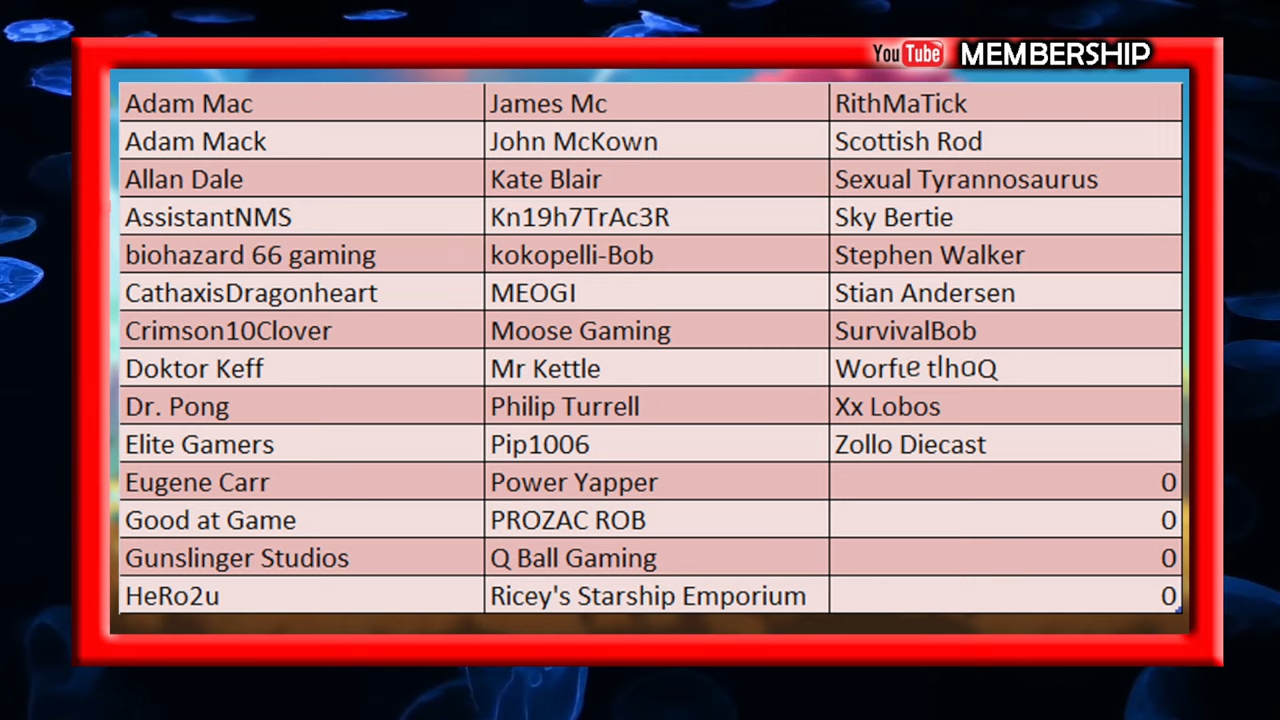 YouTube MEMBERSHIP
Adam Mac James Mc RithMaTick
Adam Mack John McKown Scottish Rod
Allan Dale Kate Blair Sexual Tyrannosaurus
AssistantNMS Kn19h7TrAc3R Sky Bertie
biohazard 66 gaming kokopelli-Bob Stephen Walker
CathaxisDragonheart MEOGI Stian Andersen
Crimson10Clover Moose Gaming SurvivalBob
Doktor Keff Mr Kettle Worfιҽ tlhαQ
Dr. Pong Philip Turrell Xx Lobos
Elite Gamers Pip1006 Zollo Diecast
Eugene Carr Power Yapper 0
Good at Game PROZAC ROB 0
Gunslinger Studios Q Ball Gaming 0
HeRo2u Ricey's Starship Emporium 0